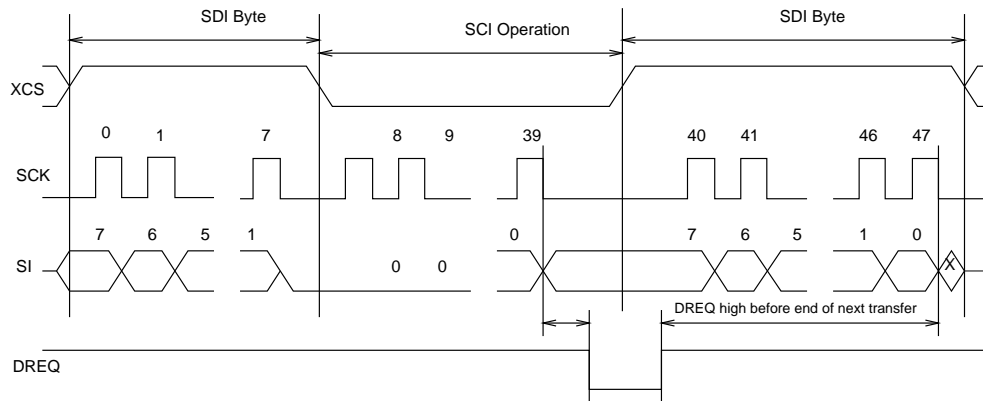 SDI Byte SCI Operation SDI Byte
XCS
0 1 7 8 9 39 40 41 46 47
SCK
7 6 5 1 0 7 6 5 1 0
SI 0 0 X
DREQ high before end of next transfer
DREQ